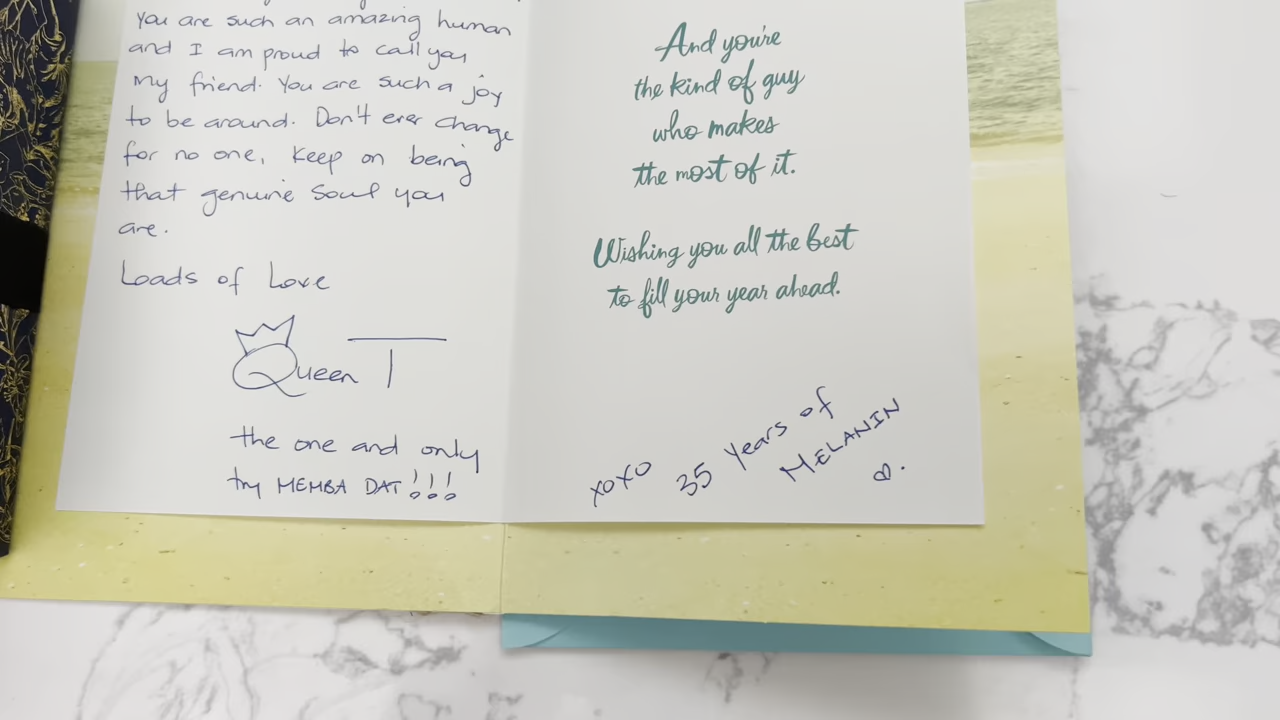 You are such an amazing human
and I am proud to call you
my friend. You are such a joy
to be around. Don't ever change
for no one, keep on being
that genuine soul you
are.
Loads of Love
Queen T
the one and only
try MEMBA DAT!!!
And you're
the kind of guy
who makes
the most of it.
Wishing you all the best
to fill your year ahead.
xoxo 35 Years of
MELANIN